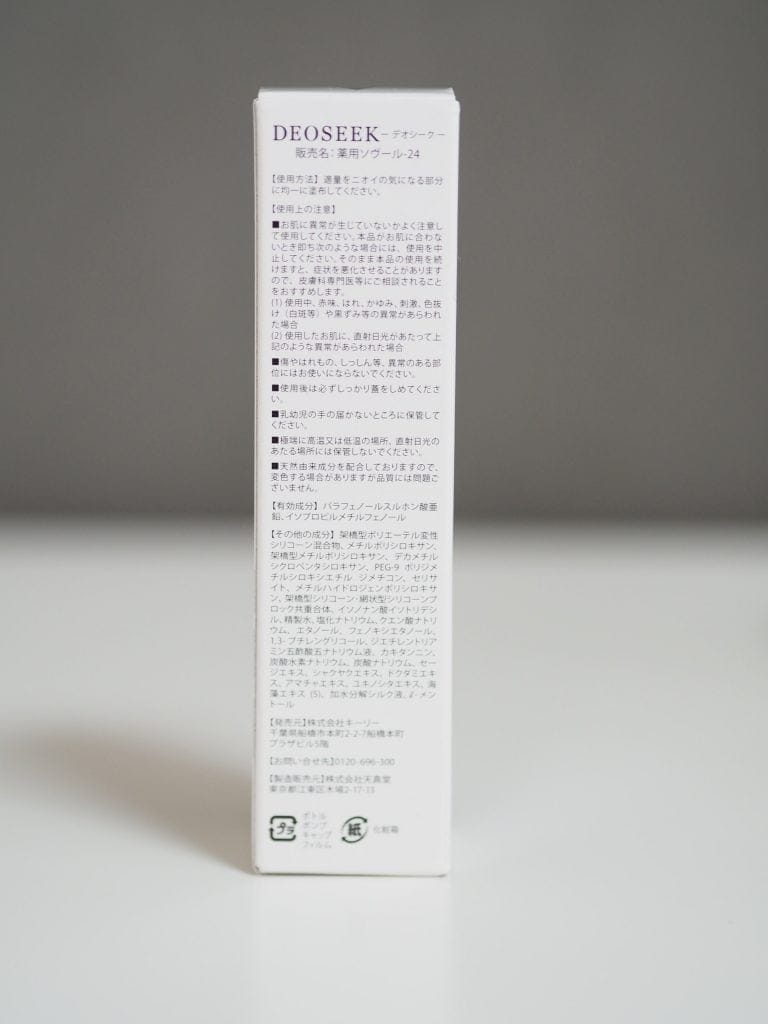 DEOSEEK－デオシーク－
販売名：薬用ソヴール-24
【使用方法】適量をニオイの気になる部分
に均一に塗布してください。
【使用上の注意】
■お肌に異常が生じていないかよく注意し
て使用してください。本品がお肌に合わな
いとき即ち次のような場合には、使用を中
止してください。そのまま本品の使用を続
けますと、症状を悪化させることがあります
ので、皮膚科専門医等にご相談されること
をおすすめします。
(1) 使用中、赤味、はれ、かゆみ、刺激、色抜
け（白斑等）や黒ずみ等の異常があらわれ
た場合
(2) 使用したお肌に、直射日光があたって上
記のような異常があらわれた場合
■傷やはれもの、しっしん等、異常のある部
位にはお使いにならないでください。
■使用後は必ずしっかり蓋をしめてくださ
い。
■乳幼児の手の届かないところに保管して
ください。
■極端に高温又は低温の場所、直射日光の
あたる場所には保管しないでください。
■天然由来成分を配合しておりますので、
変色する場合がありますが品質には問題ご
ざいません。
【有効成分】パラフェノールスルホン酸亜
鉛、イソプロピルメチルフェノール
【その他の成分】架橋型ポリエーテル変性
シリコーン混合物、メチルポリシロキサン、
架橋型メチルポリシロキサン、デカメチル
シクロペンタシロキサン、PEG-9 ポリジメ
チルシロキシエチル ジメチコン、セリサ
イト、メチルハイドロジェンポリシロキサ
ン、架橋型シリコーン・網状型シリコーンブ
ロック共重合体、イソノナン酸イソトリデシ
ル、精製水、塩化ナトリウム、クエン酸ナトリ
ウム、エタノール、フェノキシエタノール、
1,3-ブチレングリコール、ジエチレントリア
ミン五酢酸五ナトリウム液、カキタンニン、
炭酸水素ナトリウム、炭酸ナトリウム、セー
ジエキス、シャクヤクエキス、ドクダミエキ
ス、アマチャエキス、ユキノシタエキス、海
藻エキス (5)、加水分解シルク液、ℓ-メン
トール
【発売元】株式会社キーリー
千葉県船橋市本町2-2-7船橋本町
プラザビル5階
【お問い合せ先】0120-696-300
【製造販売元】株式会社天真堂
東京都江東区木場2-17-13
プラ
ボトル
ポンプ
キャップ
フィルム
紙
化粧箱